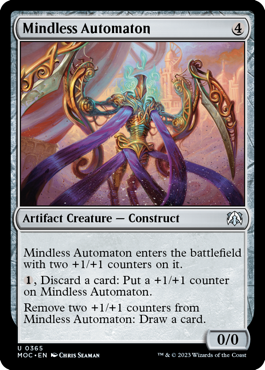 Mindless Automaton 4
Artifact Creature — Construct
Mindless Automaton enters the battlefield
with two +1/+1 counters on it.
1, Discard a card: Put a +1/+1 counter
on Mindless Automaton.
Remove two +1/+1 counters from
Mindless Automaton: Draw a card.
0/0
U 0365
MOC • EN CHRIS SEAMAN
™ & © 2023 Wizards of the Coast